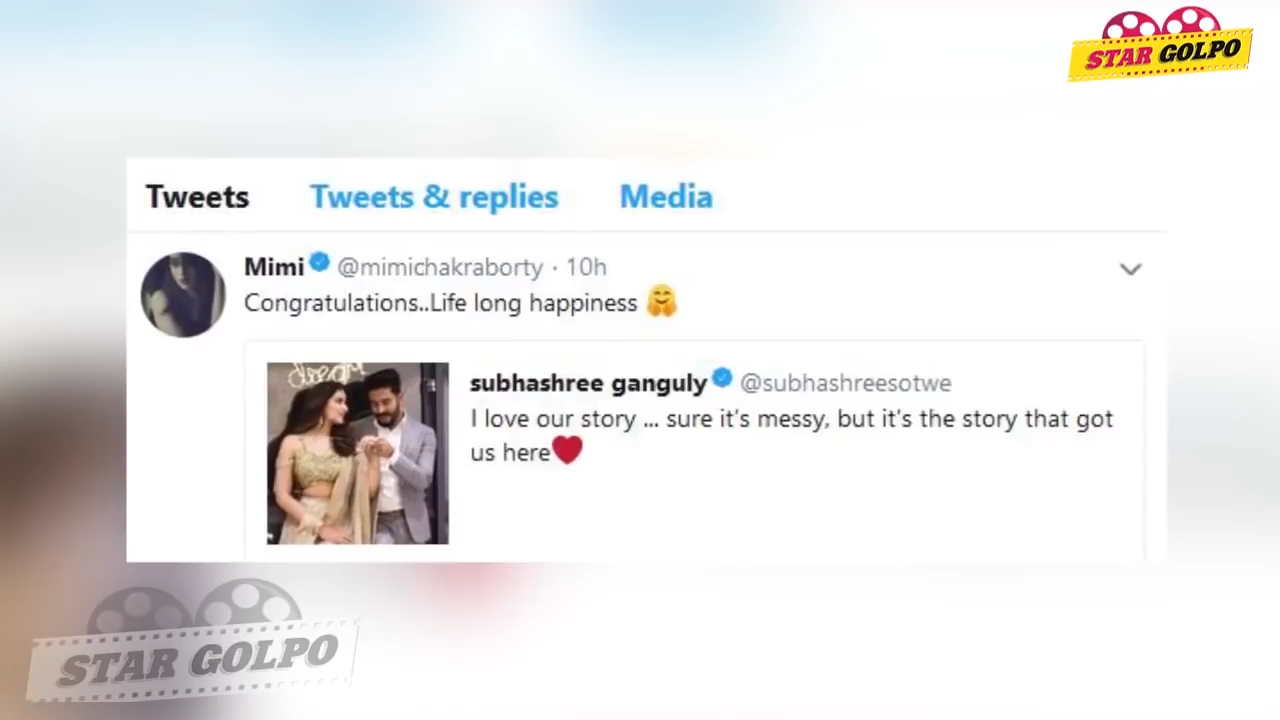 STAR GOLPO
Tweets Tweets & replies Media
Mimi @mimichakraborty · 10h
Congratulations..Life long happiness 🤗
dream
subhashree ganguly @subhashreesotwe
I love our story ... sure it's messy, but it's the story that got
us here❤
STAR GOLPO